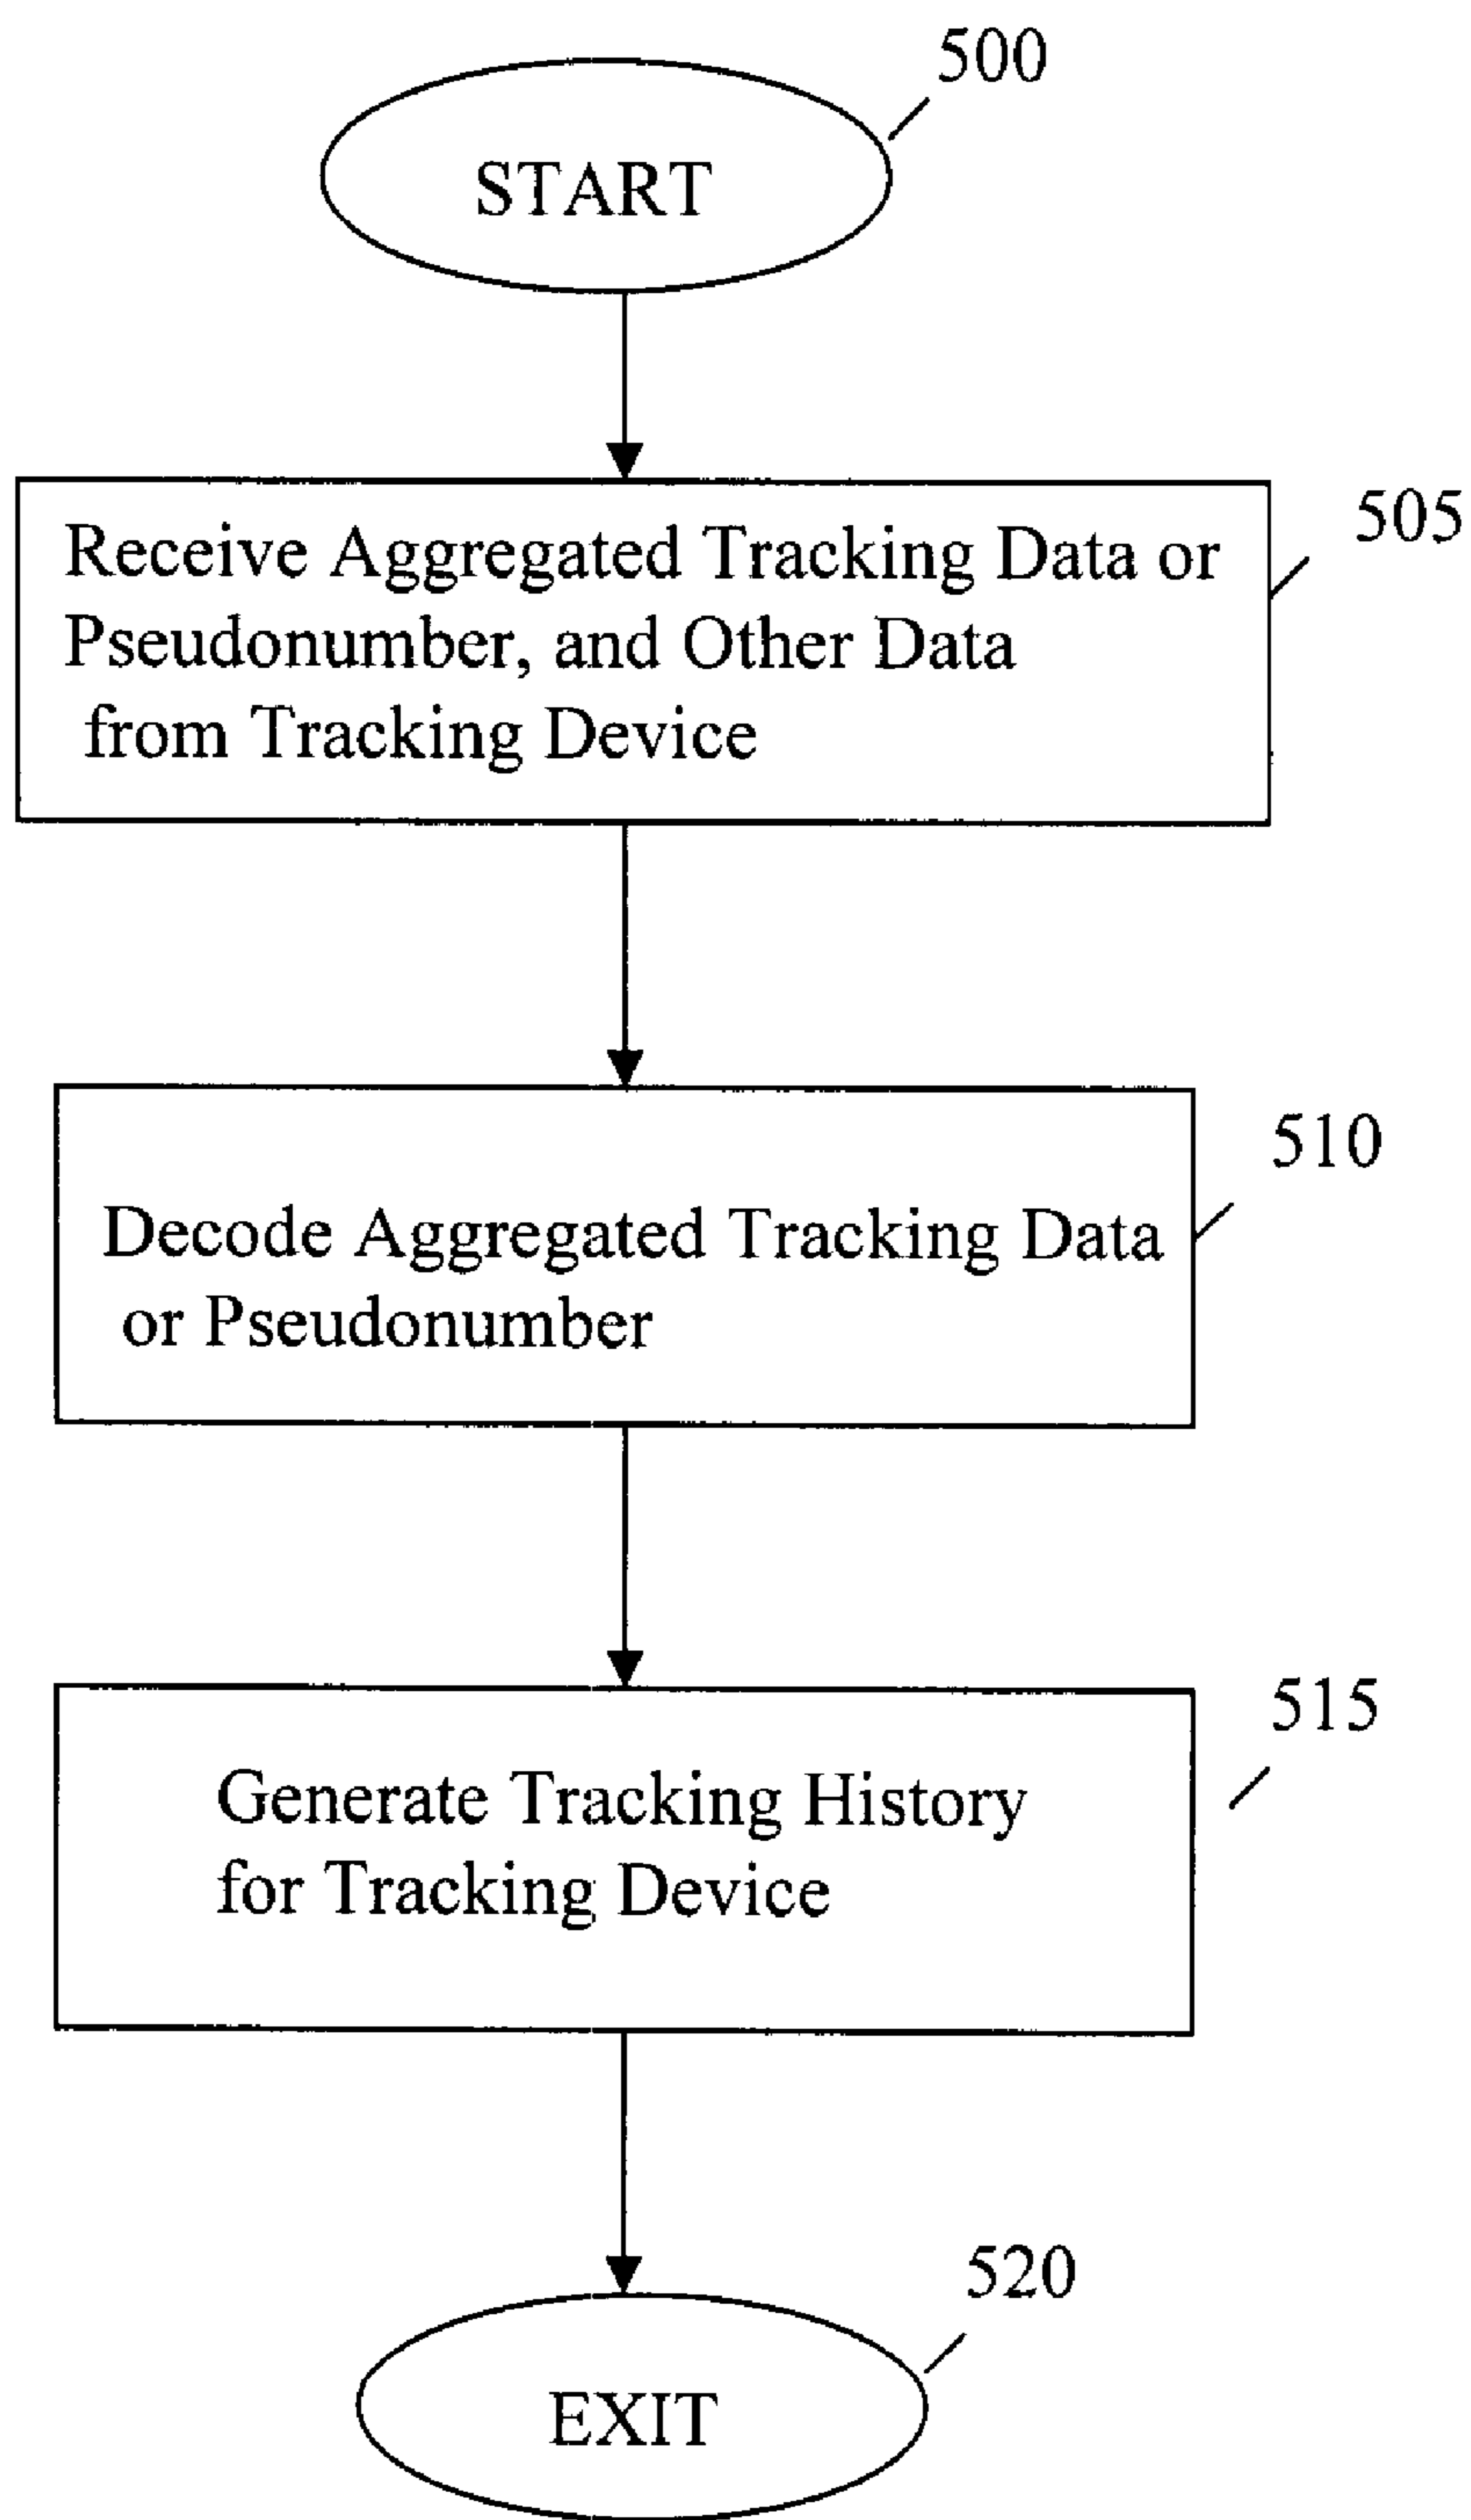 500
START
505
Receive Aggregated Tracking Data or
Pseudonumber, and Other Data
from Tracking Device
510
Decode Aggregated Tracking Data
or Pseudonumber
515
Generate Tracking History
for Tracking Device
520
EXIT